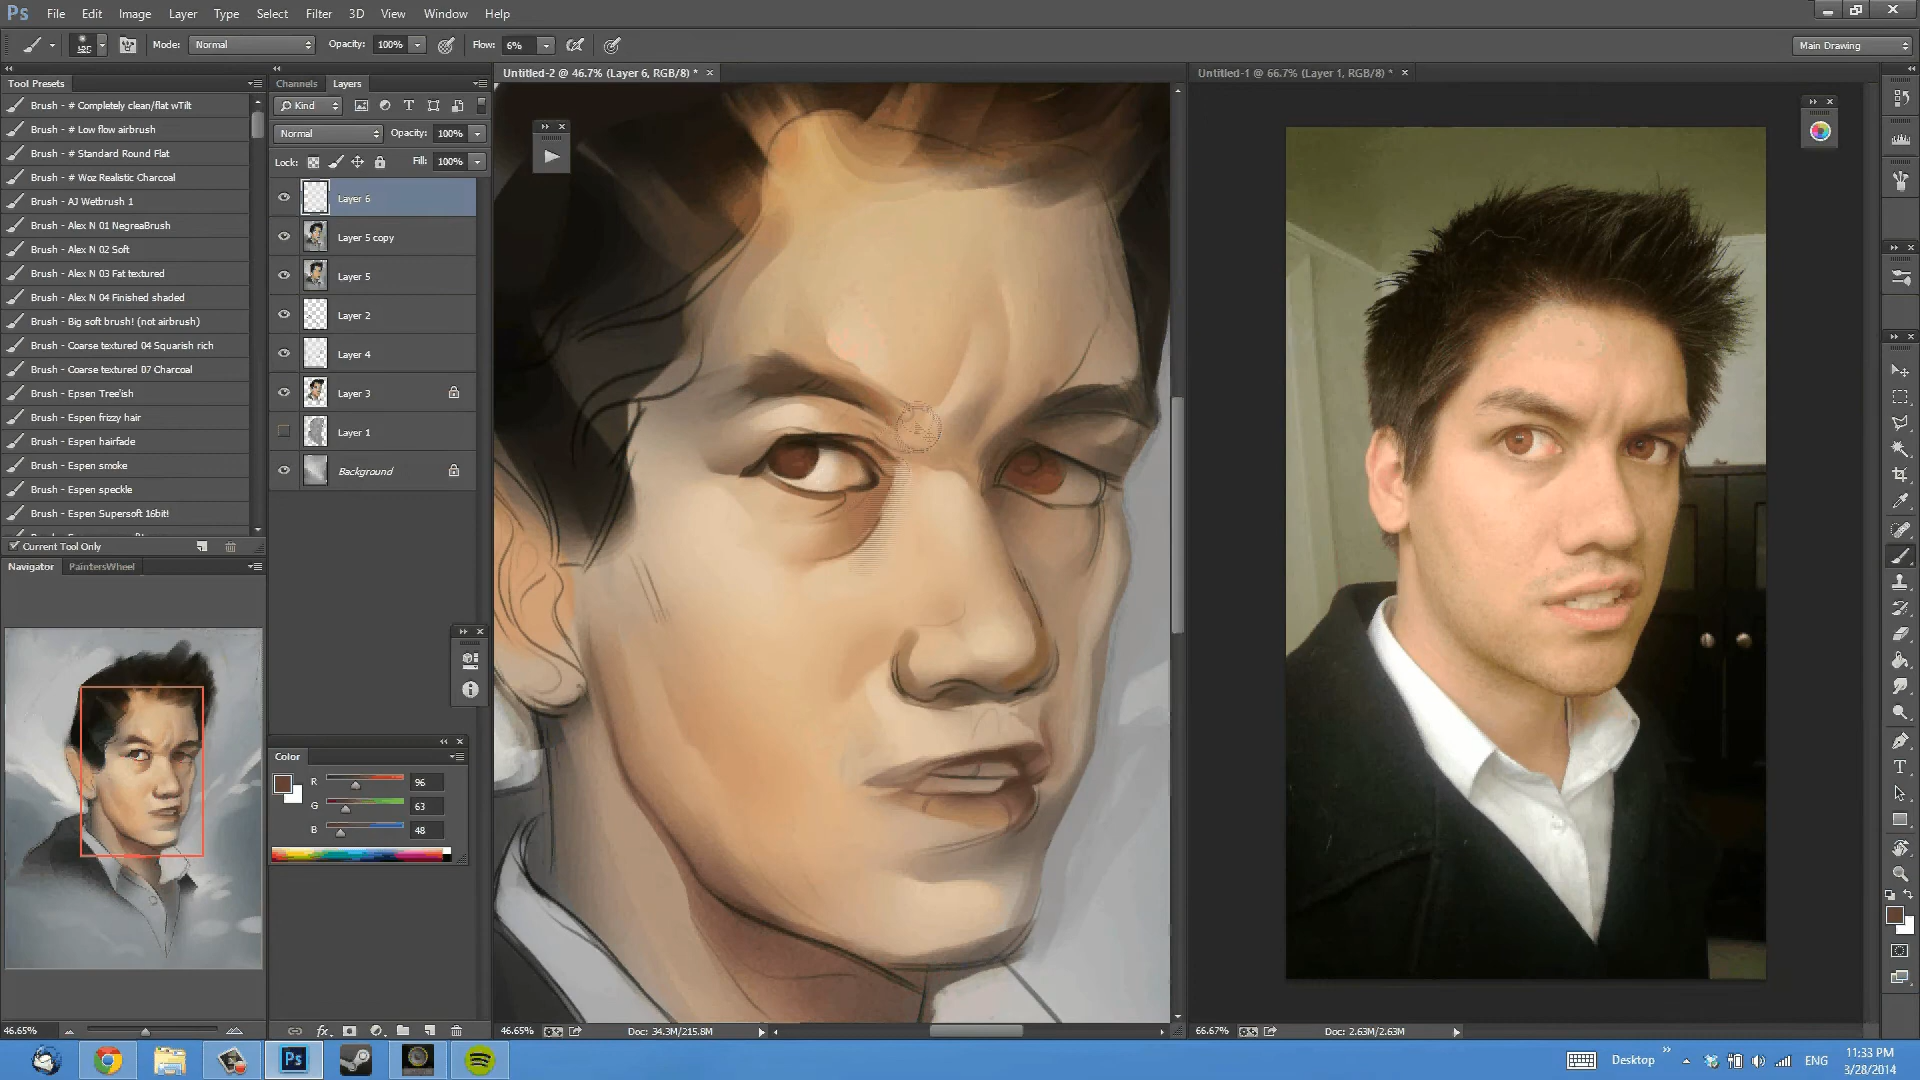 Ps File Edit Image Layer Type Select Filter 3D View Window Help
125 Mode: Normal Opacity: 100% Flow: 6% Main Drawing
Tool Presets
Brush - # Completely clean/flat wTilt
Brush - # Low flow airbrush
Brush - # Standard Round Flat
Brush - # Woz Realistic Charcoal
Brush - AJ Wetbrush 1
Brush - Alex N 01 NegreaBrush
Brush - Alex N 02 Soft
Brush - Alex N 03 Fat textured
Brush - Alex N 04 Finished shaded
Brush - Big soft brush! (not airbrush)
Brush - Coarse textured 04 Squarish rich
Brush - Coarse textured 07 Charcoal
Brush - Epsen Tree'ish
Brush - Espen frizzy hair
Brush - Espen hairfade
Brush - Espen smoke
Brush - Espen speckle
Brush - Espen Supersoft 16bit!
Current Tool Only
Navigator PaintersWheel
46.65%
Channels Layers
Kind
Normal Opacity: 100%
Lock: Fill: 100%
Layer 6
Layer 5 copy
Layer 5
Layer 2
Layer 4
Layer 3
Layer 1
Background
Color
R 96
G 63
B 48
fx
Untitled-2 @ 46.7% (Layer 6, RGB/8) *
46.65% Doc: 34.3M/215.8M
Untitled-1 @ 66.7% (Layer 1, RGB/8) *
66.67% Doc: 2.63M/2.63M
Ps
Desktop ENG 11:33 PM
3/28/2014